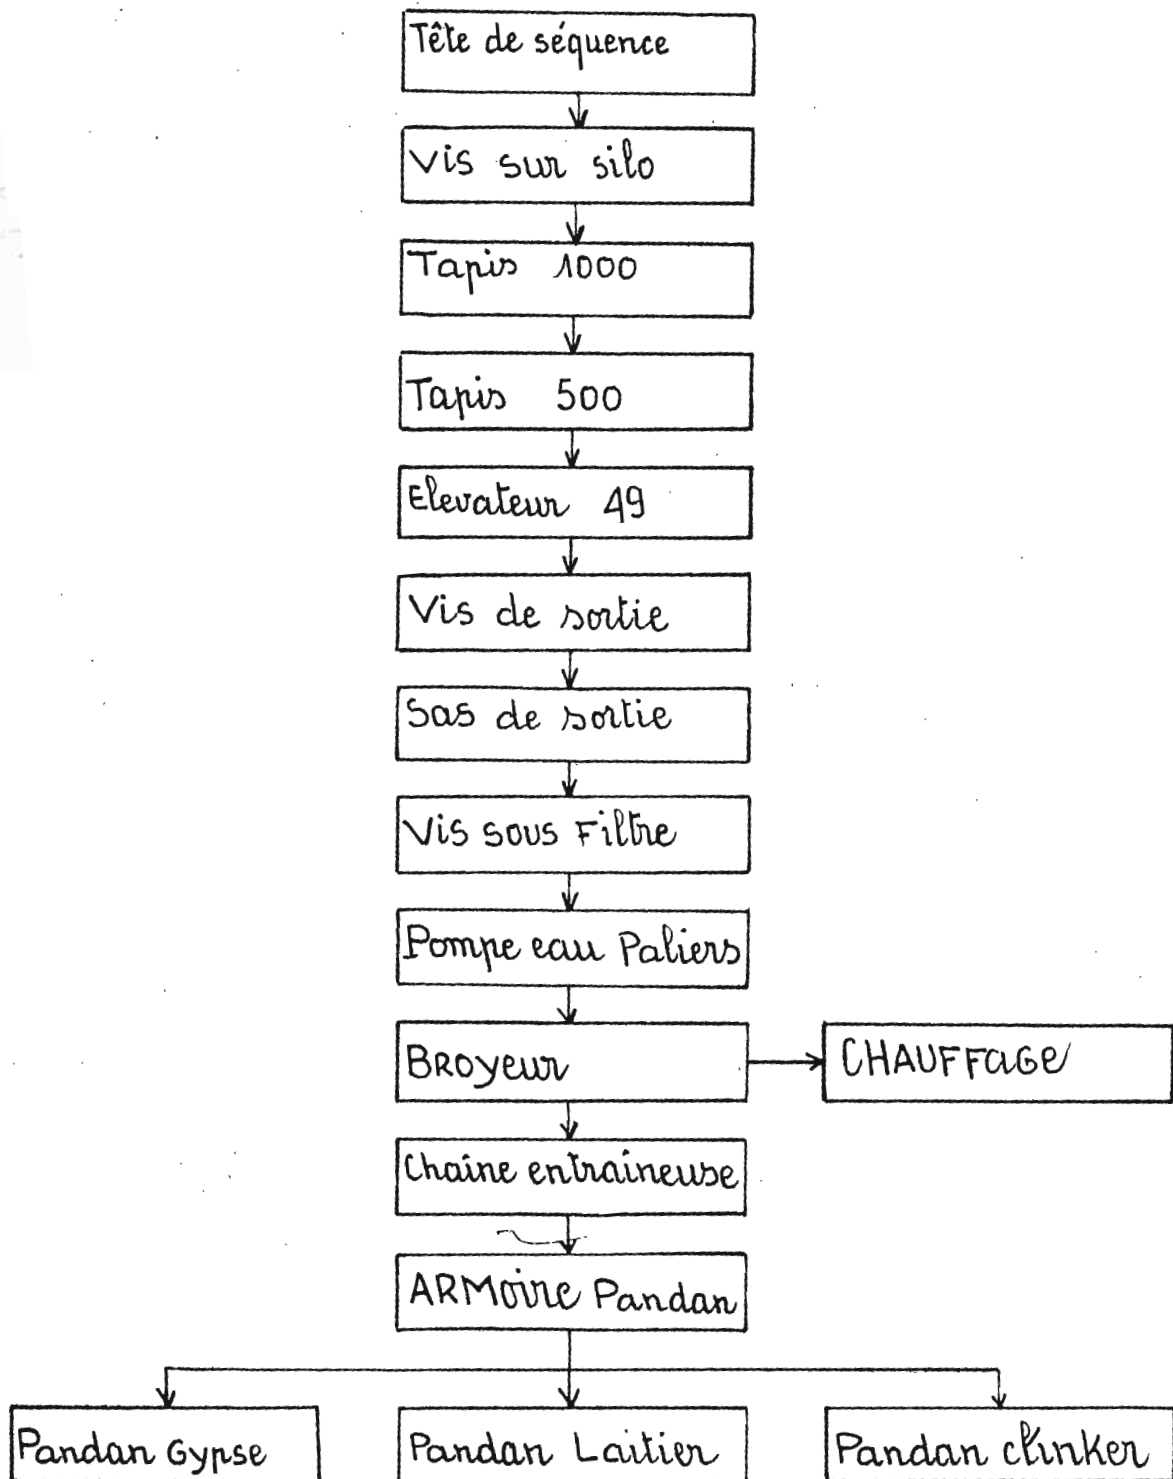 Tête de séquence
Vis sur silo
Tapis 1000
Tapis 500
Elevateur 49
Vis de sortie
Sas de sortie
Vis sous Filtre
Pompe eau Paliers
BROyeur
CHAUFFaGe
Chaine entraineuse
ARMoire Pandan
Pandan Gypse
Pandan Laitier
Pandan clinker